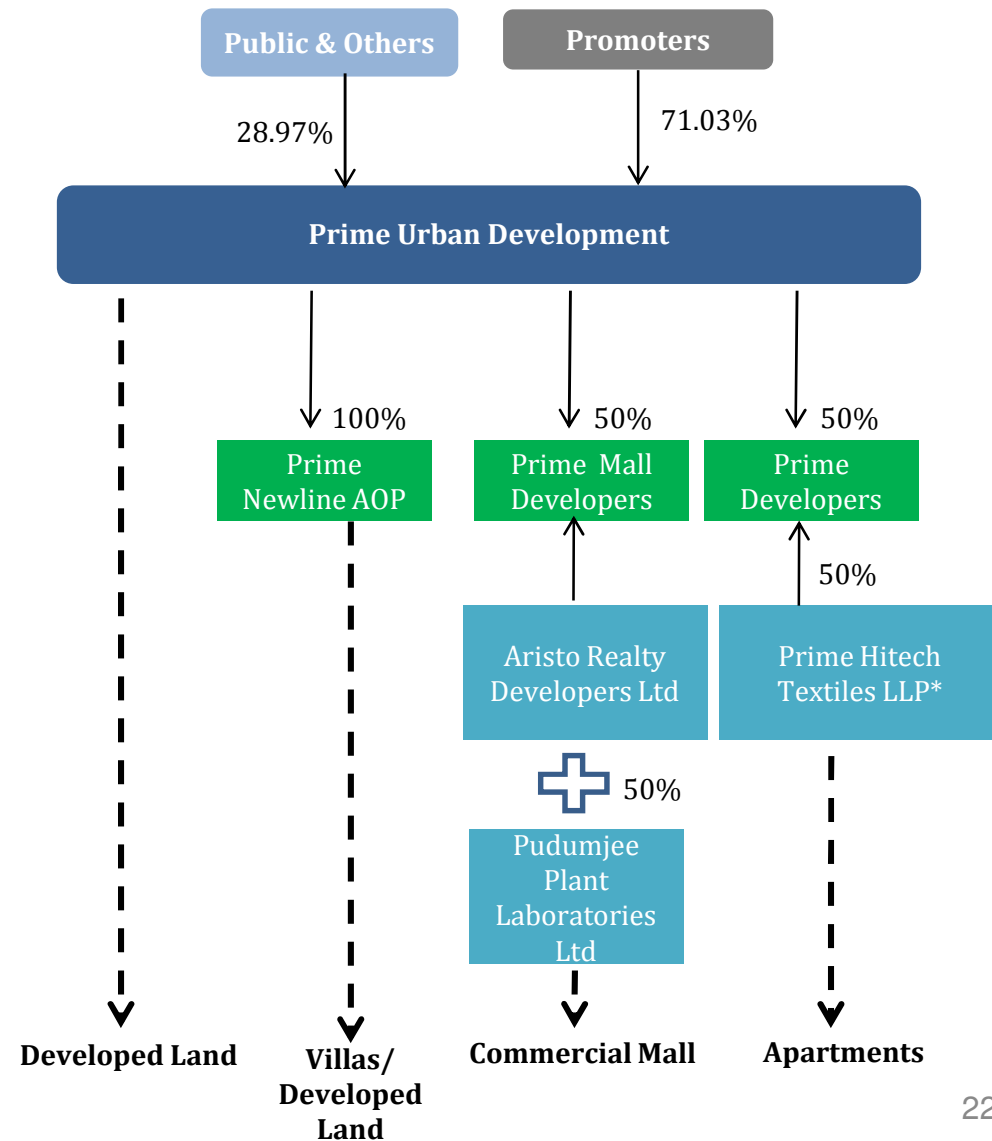 Public & Others
Promoters
28.97%
71.03%
Prime Urban Development
100%
50%
50%
Prime
Newline AOP
Prime Mall
Developers
Prime
Developers
50%
Aristo Realty
Developers Ltd
Prime Hitech
Textiles LLP*
50%
Pudumjee
Plant
Laboratories
Ltd
Developed Land
Villas/
Developed
Land
Commercial Mall
Apartments
22